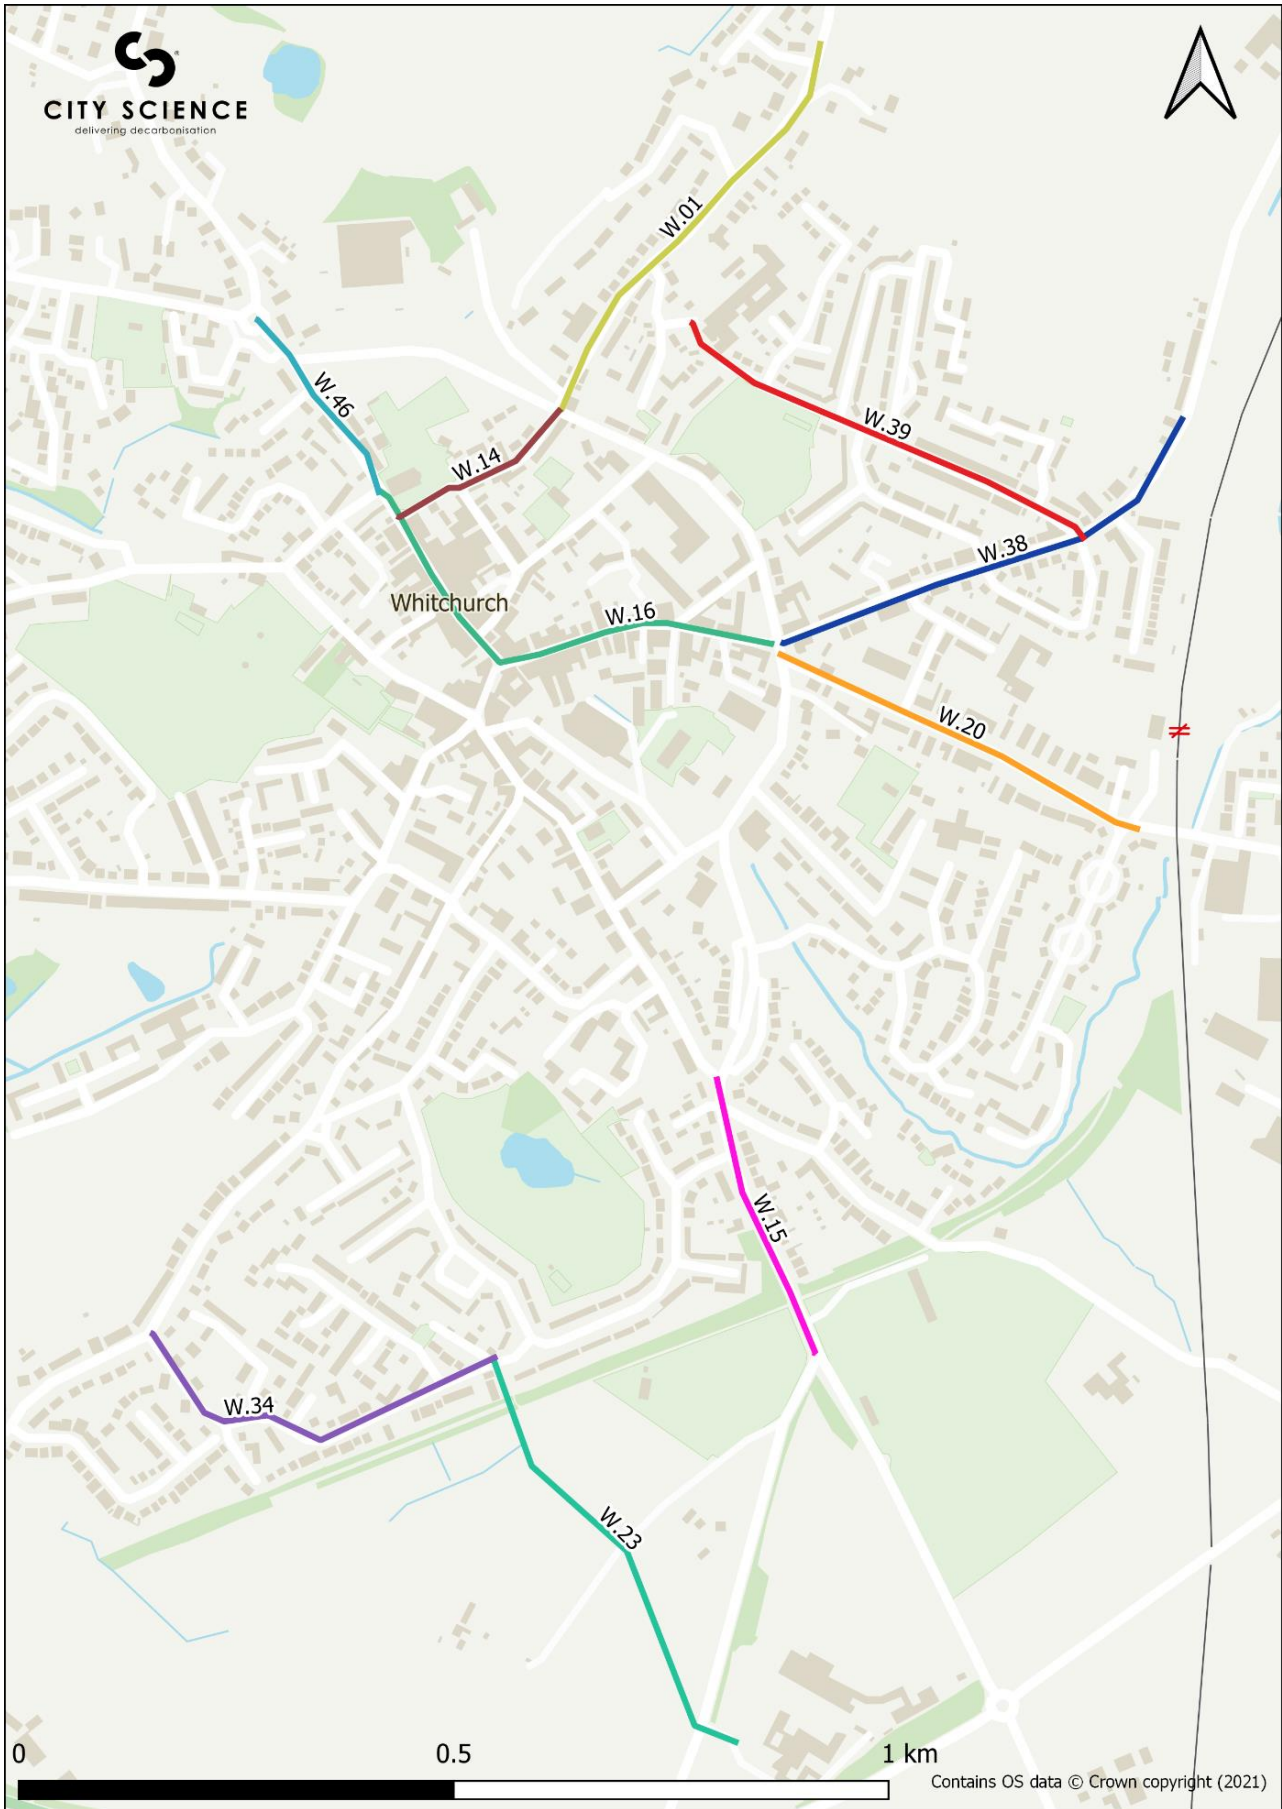 CITY SCIENCE
delivering decarbonisation
W.01
W.46
W.39
W.14
W.38
Whitchurch
W.16
W.20
W.15
W.34
W.23
0
0.5
1 km
Contains OS data © Crown copyright (2021)